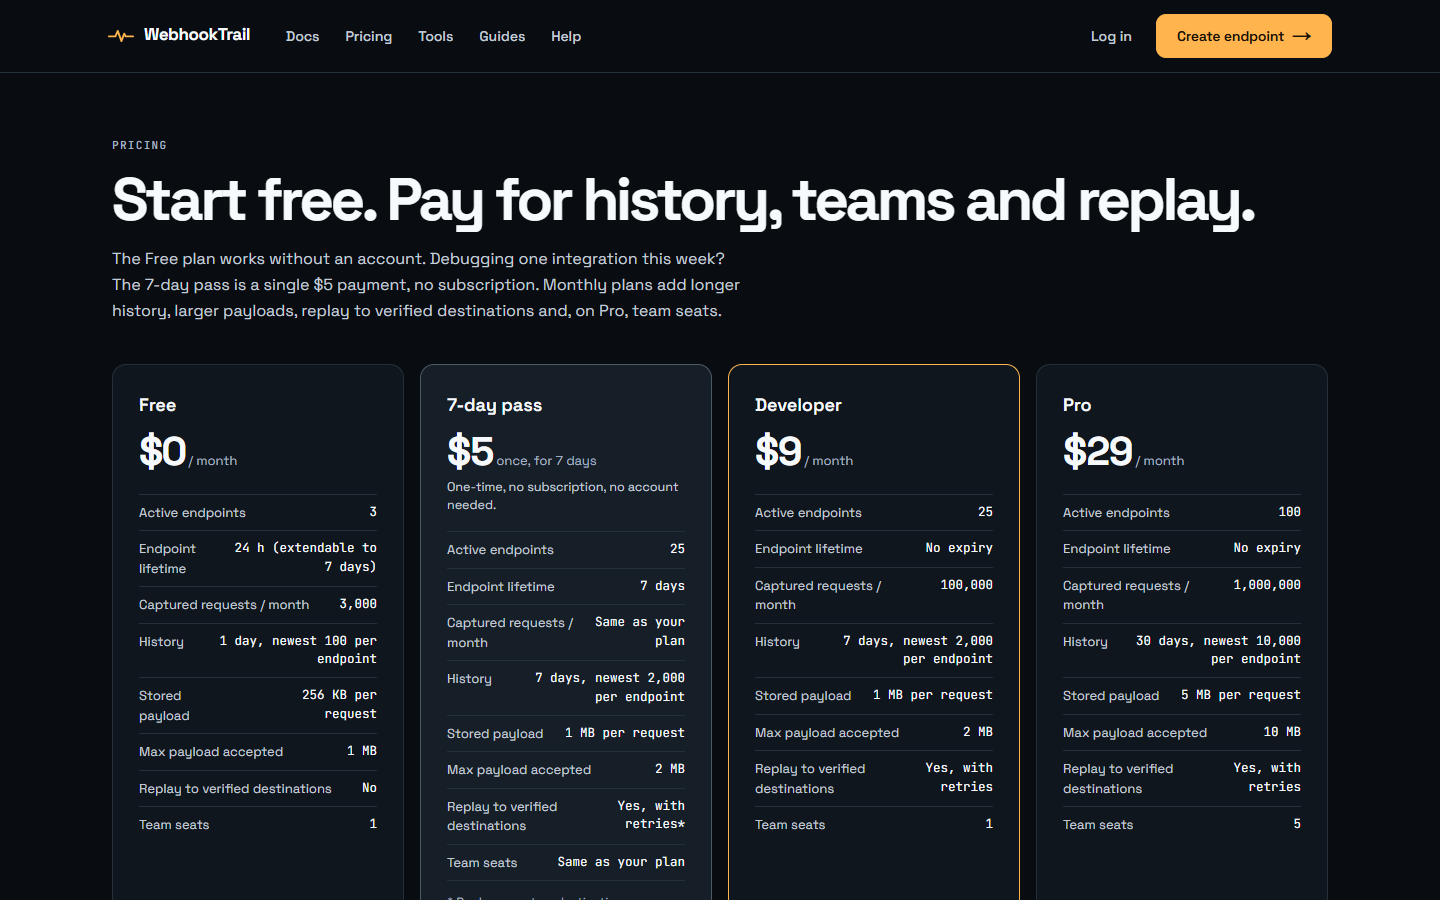 WebhookTrail
Docs
Pricing
Tools
Guides
Help
Log in
Create endpoint →
PRICING
Start free. Pay for history, teams and replay.
The Free plan works without an account. Debugging one integration this week?
The 7-day pass is a single $5 payment, no subscription. Monthly plans add longer
history, larger payloads, replay to verified destinations and, on Pro, team seats.
Free
$0 / month
Active endpoints 3
Endpoint 24 h (extendable to
lifetime 7 days)
Captured requests / month 3,000
History 1 day, newest 100 per
endpoint
Stored 256 KB per
payload request
Max payload accepted 1 MB
Replay to verified destinations No
Team seats 1
7-day pass
$5 once, for 7 days
One-time, no subscription, no account
needed.
Active endpoints 25
Endpoint lifetime 7 days
Captured requests / Same as your
month plan
History 7 days, newest 2,000
per endpoint
Stored payload 1 MB per request
Max payload accepted 2 MB
Replay to verified Yes, with
destinations retries*
Team seats Same as your plan
Developer
$9 / month
Active endpoints 25
Endpoint lifetime No expiry
Captured requests / 100,000
month
History 7 days, newest 2,000
per endpoint
Stored payload 1 MB per request
Max payload accepted 2 MB
Replay to verified Yes, with
destinations retries
Team seats 1
Pro
$29 / month
Active endpoints 100
Endpoint lifetime No expiry
Captured requests / 1,000,000
month
History 30 days, newest 10,000
per endpoint
Stored payload 5 MB per request
Max payload accepted 10 MB
Replay to verified Yes, with
destinations retries
Team seats 5